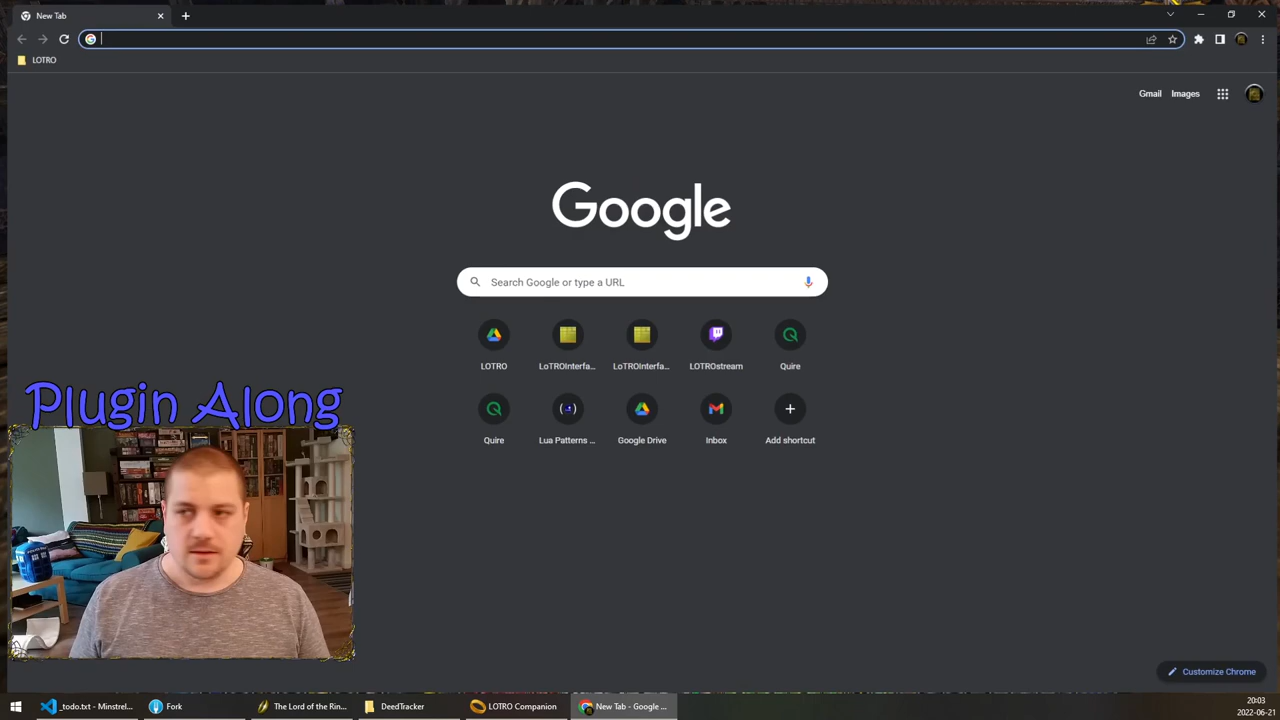 New Tab
LOTRO
Gmail Images
Google
Search Google or type a URL
LOTRO LoTROInterfa... LoTROInterfa... LOTROstream Quire
Quire Lua Patterns ... Google Drive Inbox Add shortcut
Plugin Along
Customize Chrome
_todo.txt - Minstrel... Fork The Lord of the Rin... DeedTracker LOTRO Companion New Tab - Google ... 20:03
2022-06-21